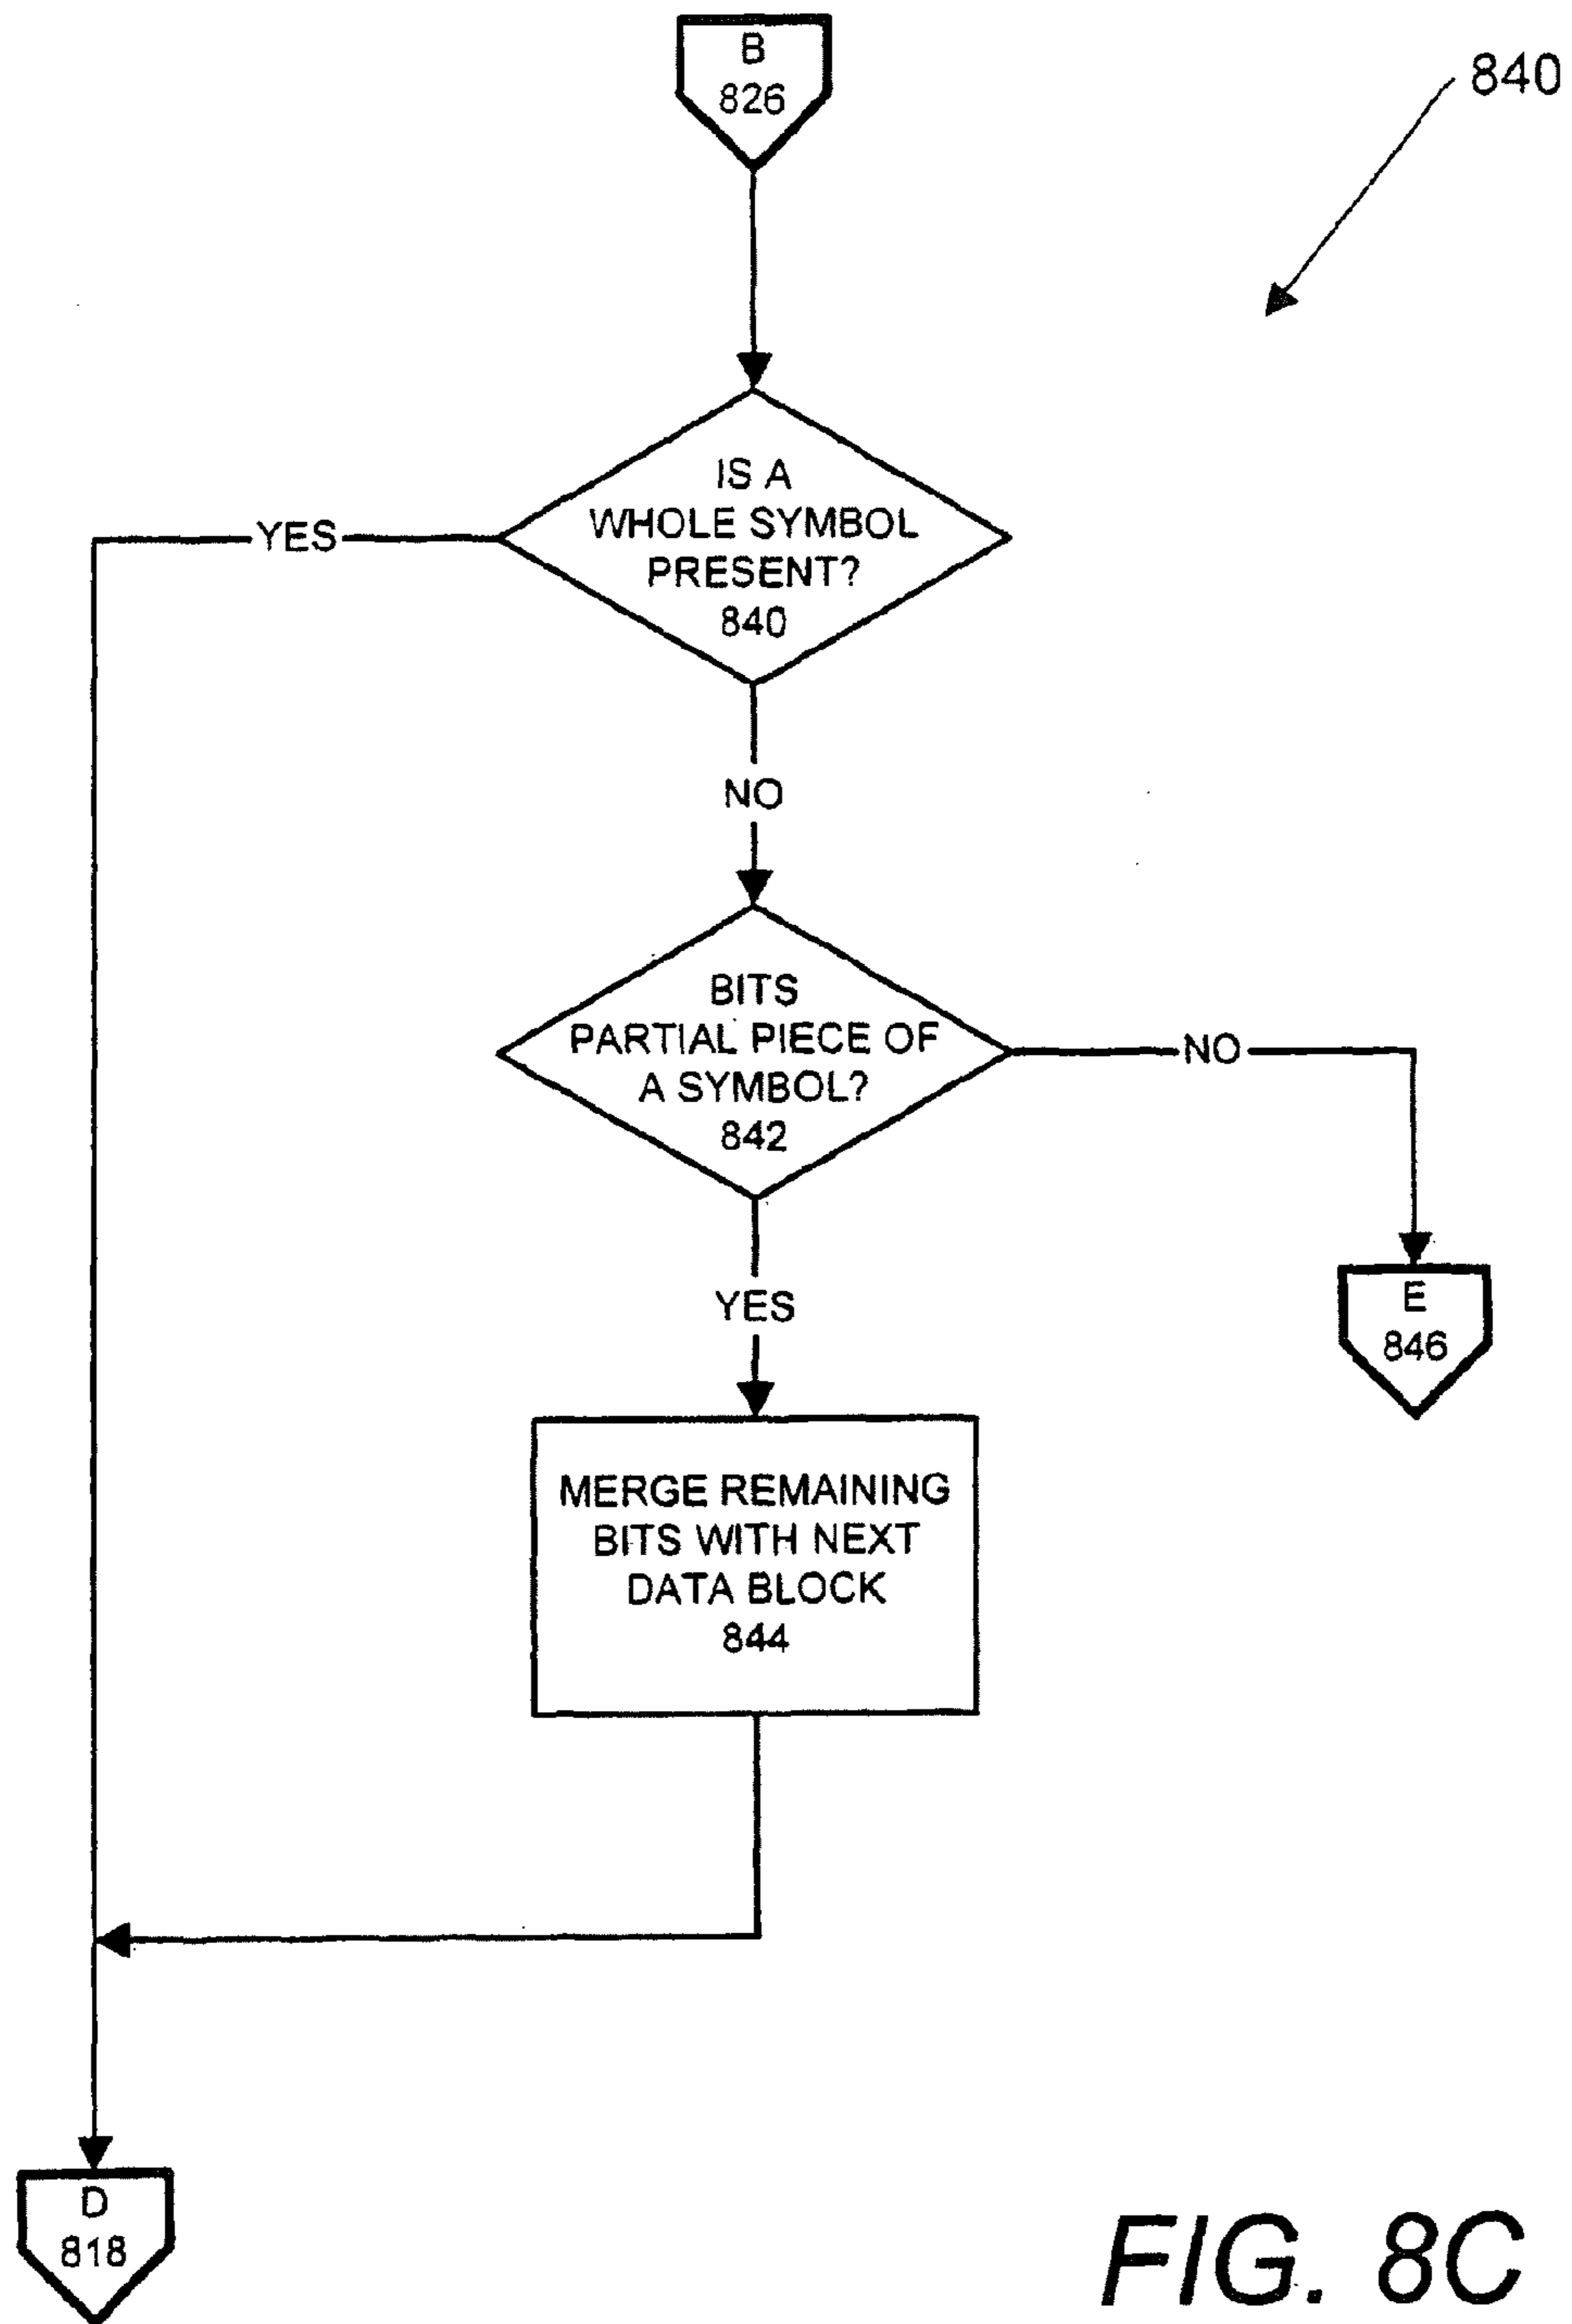 B
826
840
IS A
WHOLE SYMBOL
PRESENT?
840
YES
NO
BITS
PARTIAL PIECE OF
A SYMBOL?
842
NO
E
846
YES
MERGE REMAINING
BITS WITH NEXT
DATA BLOCK
844
D
818
FIG. 8C